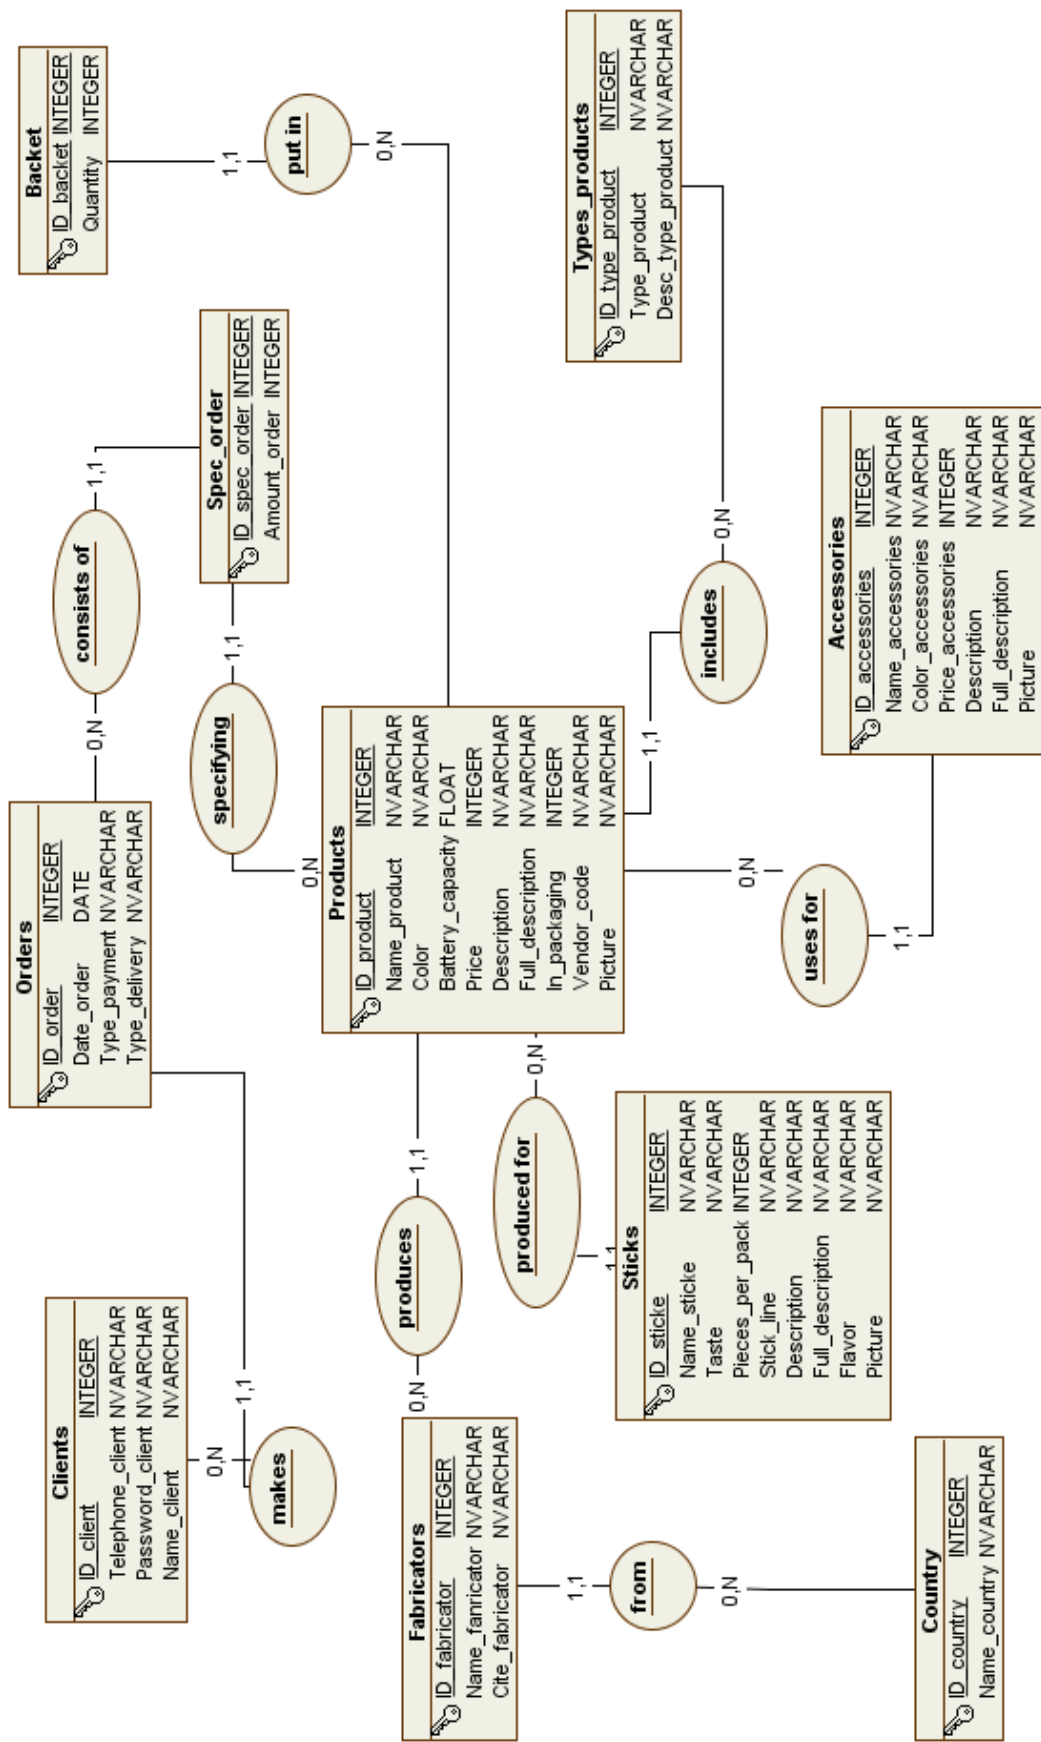 Clients
ID_client INTEGER
Telephone_client NVARCHAR
Password_client NVARCHAR
Name_client NVARCHAR
0,N
makes
1,1
Orders
ID_order INTEGER
Date_order DATE
Type_payment NVARCHAR
Type_delivery NVARCHAR
0,N
consists of
1,1
Spec_order
ID_spec_order INTEGER
Amount_order INTEGER
1,1
specifying
0,N
Backet
ID_backet INTEGER
Quantity INTEGER
1,1
put in
0,N
Fabricators
ID_fabricator INTEGER
Name_fanricator NVARCHAR
Cite_fabricator NVARCHAR
0,N
produces
1,1
Products
ID_product INTEGER
Name_product NVARCHAR
Color NVARCHAR
Battery_capacity FLOAT
Price INTEGER
Description NVARCHAR
Full_description NVARCHAR
In_packaging INTEGER
Vendor_code NVARCHAR
Picture NVARCHAR
0,N
produced for
1,1
Sticks
ID_sticke INTEGER
Name_sticke NVARCHAR
Taste NVARCHAR
Pieces_per_pack INTEGER
Stick_line NVARCHAR
Description NVARCHAR
Full_description NVARCHAR
Flavor NVARCHAR
Picture NVARCHAR
1,1
includes
0,N
Types_products
ID_type_product INTEGER
Type_product NVARCHAR
Desc_type_product NVARCHAR
1,1
from
0,N
Country
ID_country INTEGER
Name_country NVARCHAR
0,N
uses for
1,1
Accessories
ID_accessories INTEGER
Name_accessories NVARCHAR
Color_accessories NVARCHAR
Price_accessories INTEGER
Description NVARCHAR
Full_description NVARCHAR
Picture NVARCHAR